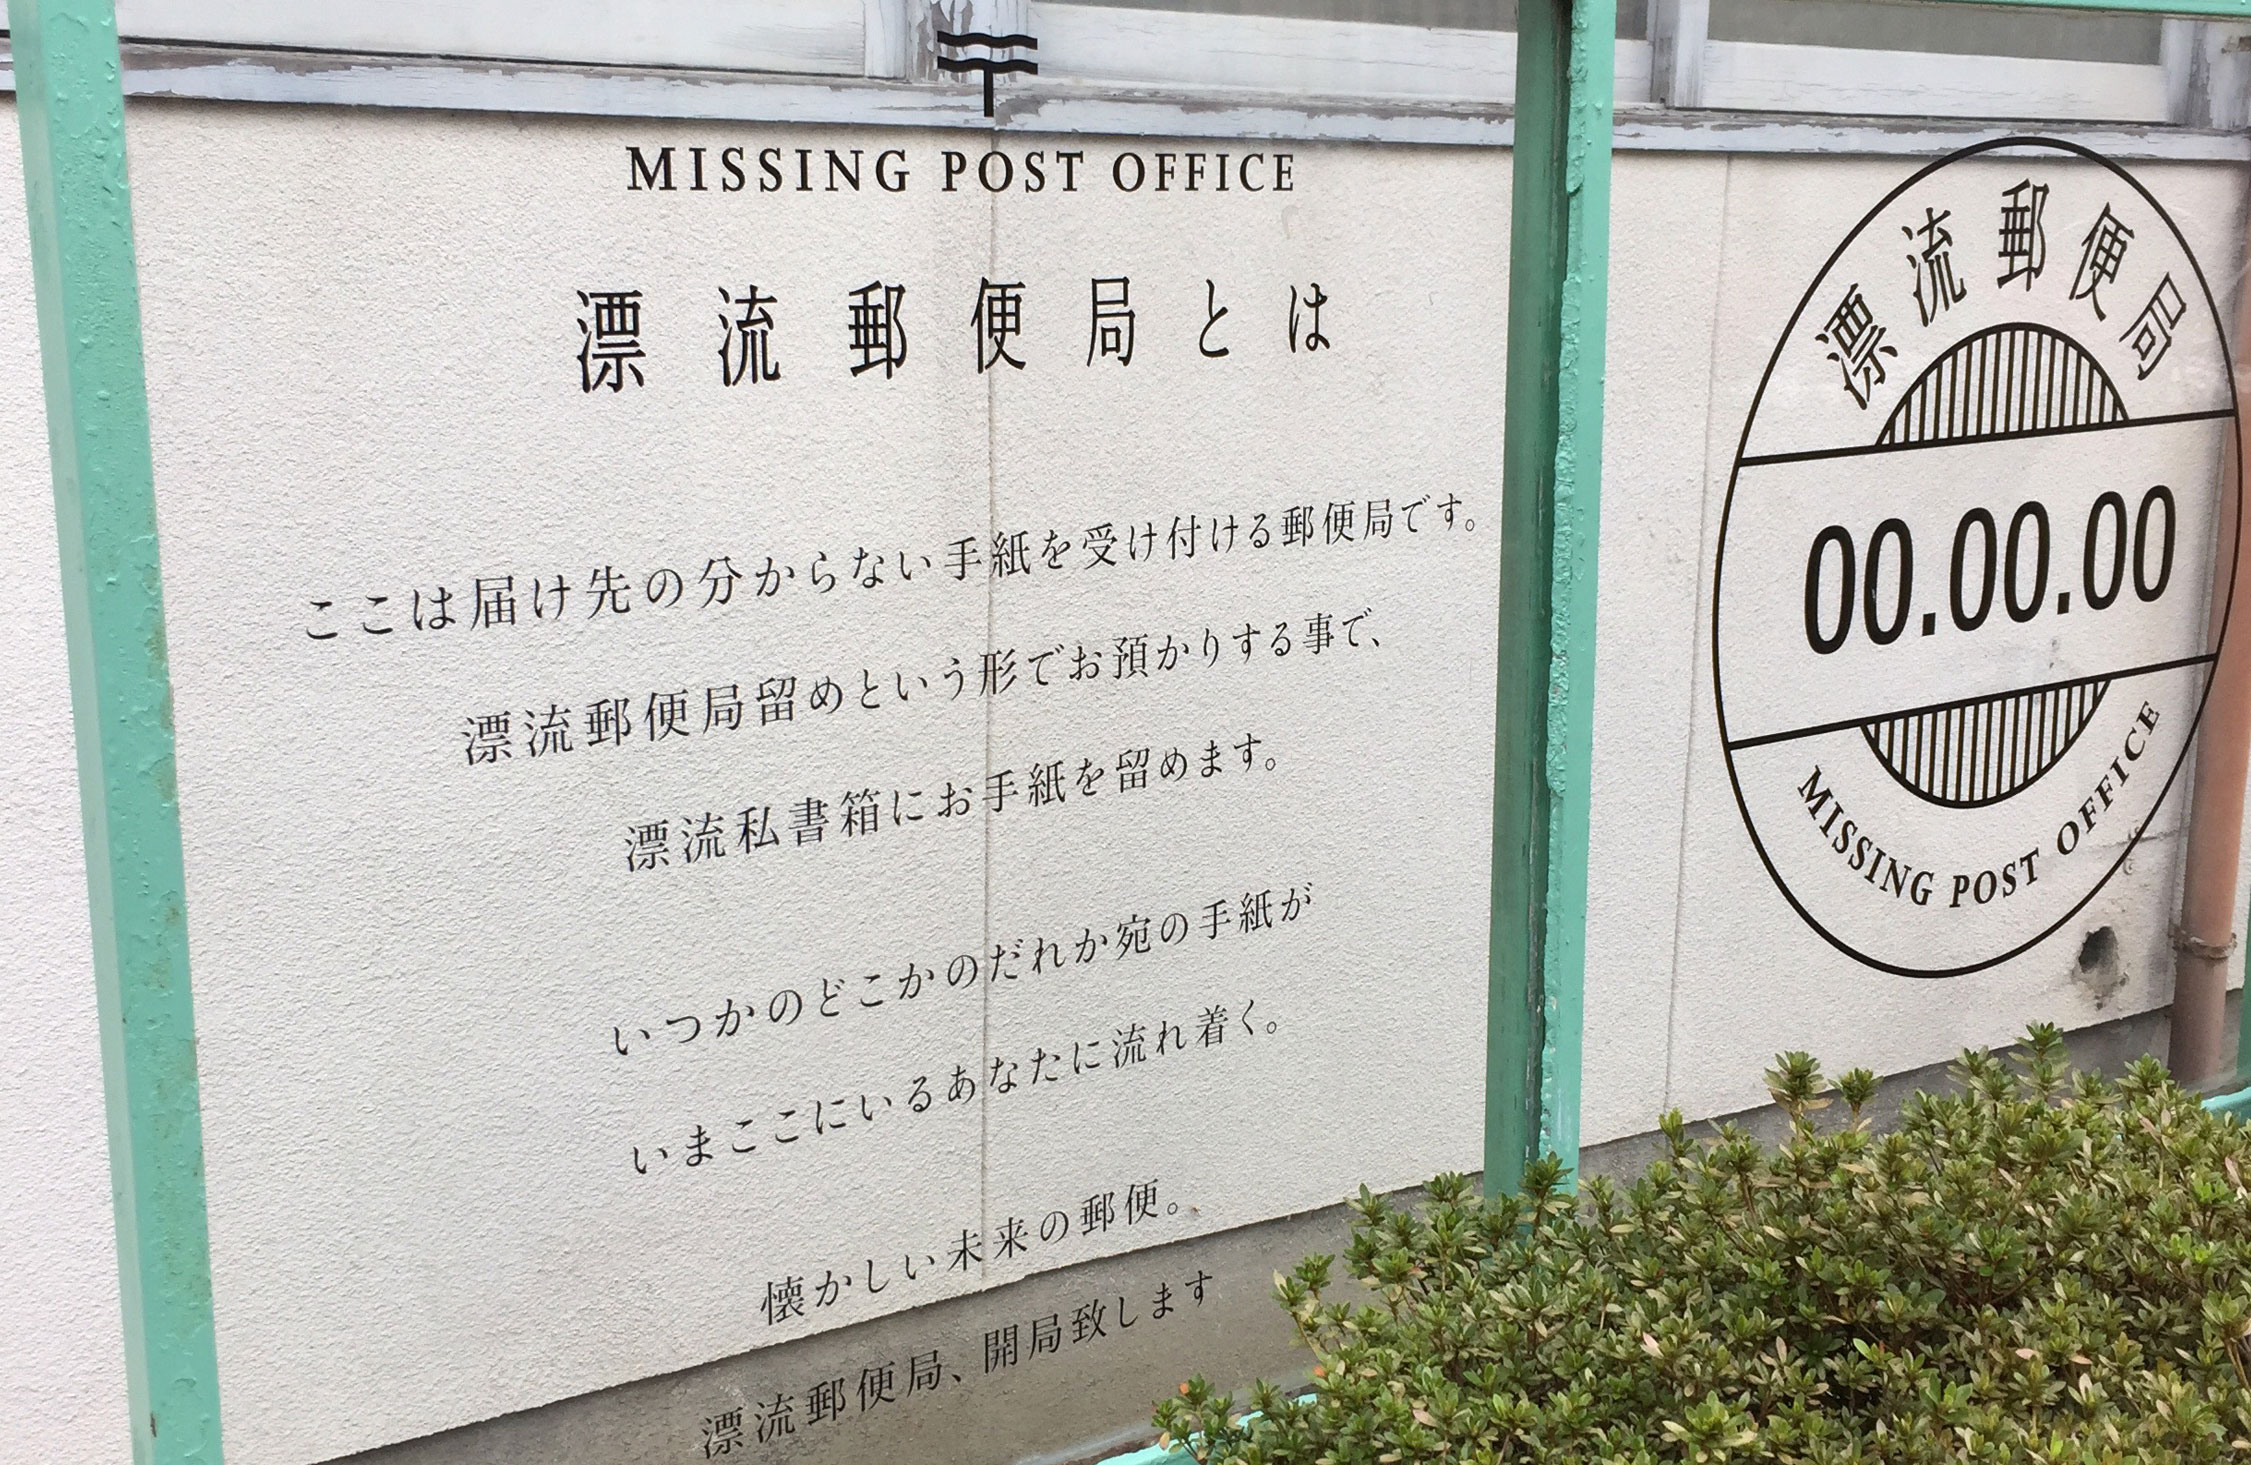 MISSING POST OFFICE
漂流郵便局とは
ここは届け先の分からない手紙を受け付ける郵便局です。
漂流郵便局留めという形でお預かりする事で、
漂流私書箱にお手紙を留めます。
いつかのどこかのだれか宛の手紙が
いまここにいるあなたに流れ着く。
懐かしい未来の郵便。
漂流郵便局、開局致します
漂流郵便局
00.00.00
MISSING POST OFFICE